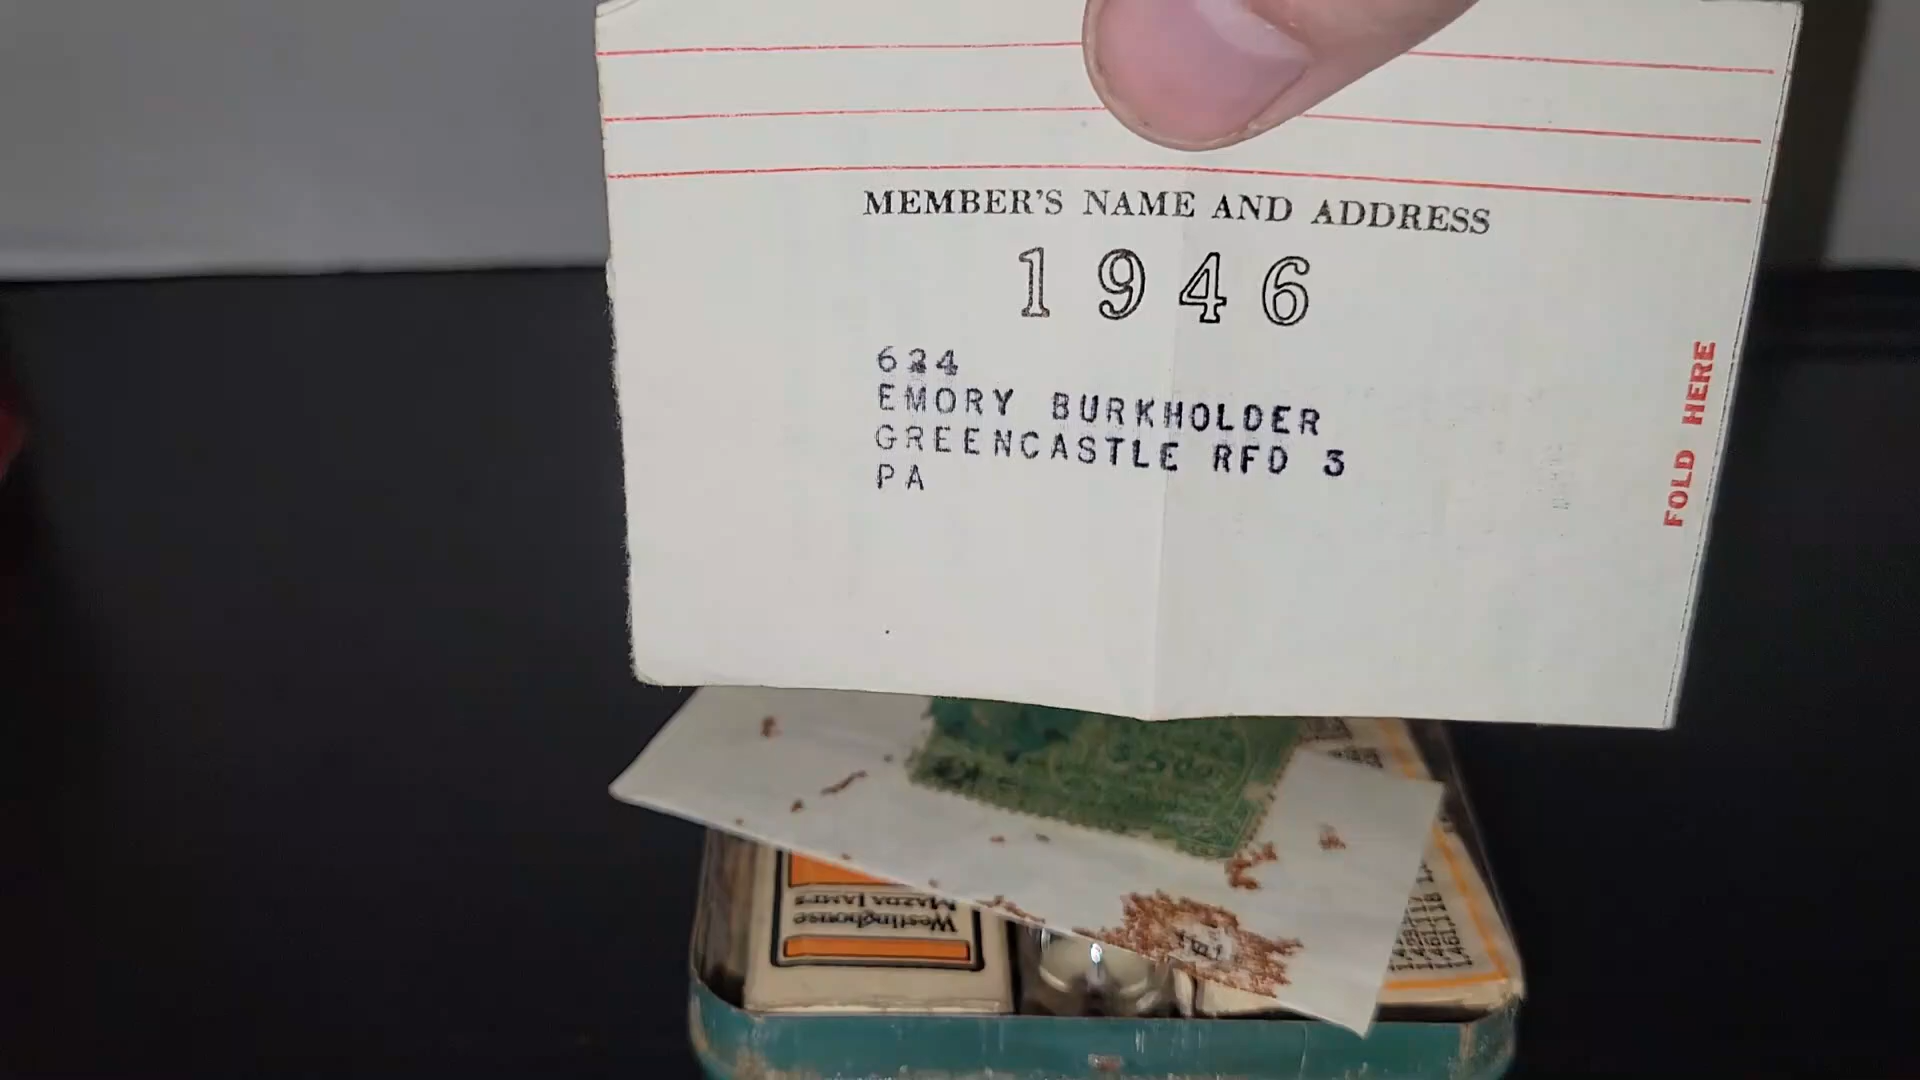 MEMBER'S NAME AND ADDRESS
1946
624
EMORY BURKHOLDER
GREENCASTLE RFD 3
PA
FOLD HERE
Westinghouse
MAZDA LAMPS